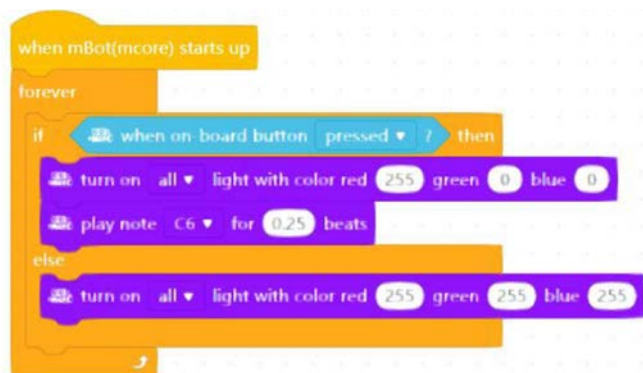 when mBot(mcore) starts up
forever
if when on-board button pressed ? then
turn on all light with color red 255 green 0 blue 0
play note C6 for 0.25 beats
else
turn on all light with color red 255 green 255 blue 255